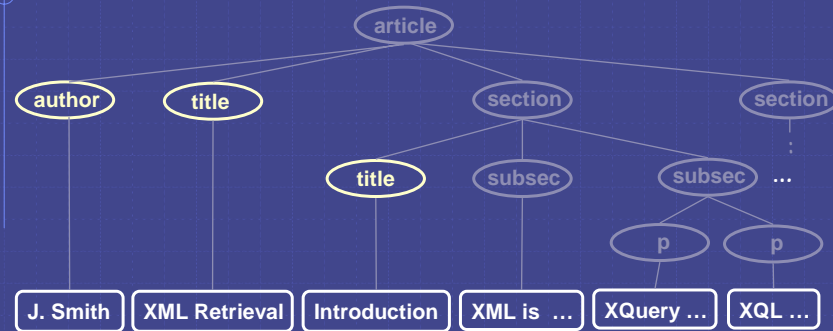 article
author title section section
title subsec subsec ...
p p
J. Smith XML Retrieval Introduction XML is ... XQuery ... XQL ...